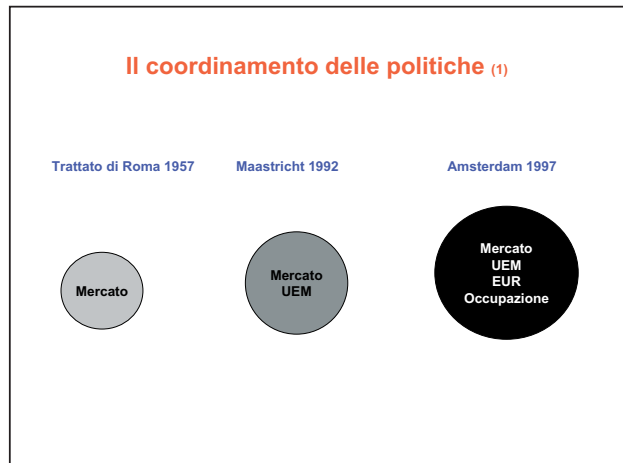 Il coordinamento delle politiche (1)
Trattato di Roma 1957
Maastricht 1992
Amsterdam 1997
Mercato
Mercato
UEM
Mercato
UEM
EUR
Occupazione